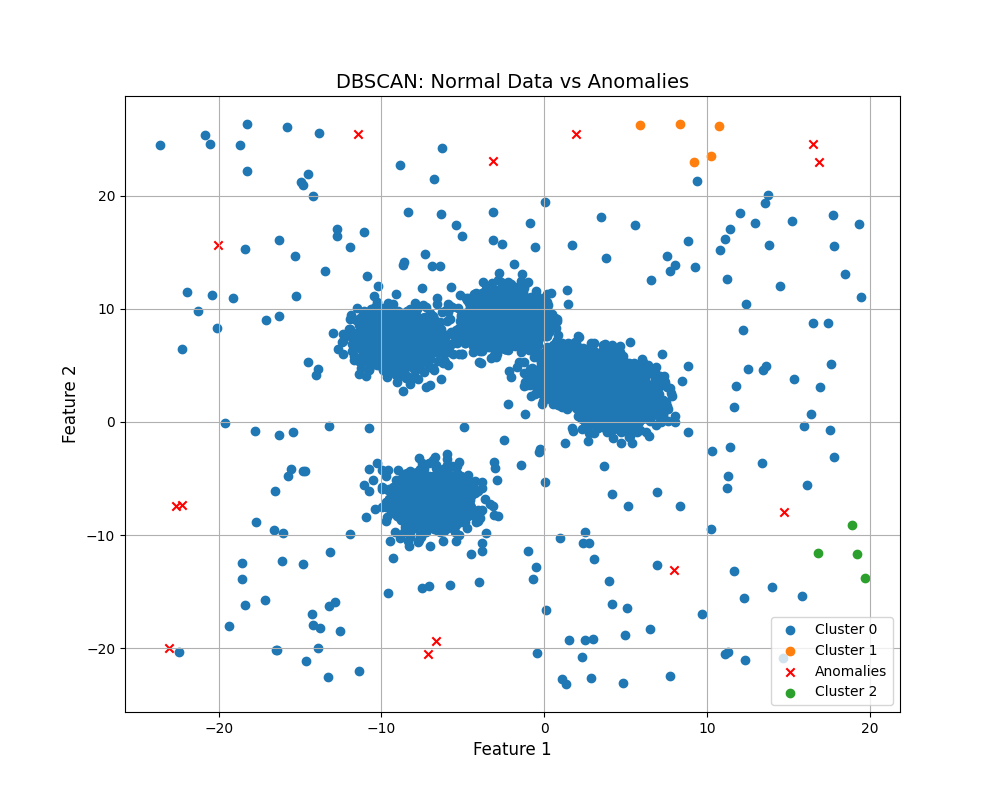 DBSCAN: Normal Data vs Anomalies
Feature 2
20
10
0
−10
−20
−20
−10
0
10
20
Feature 1
Cluster 0
Cluster 1
Anomalies
Cluster 2